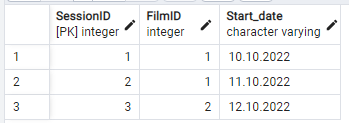 SessionID FilmID Start_date
[PK] integer integer character varying
1 1 1 10.10.2022
2 2 1 11.10.2022
3 3 2 12.10.2022